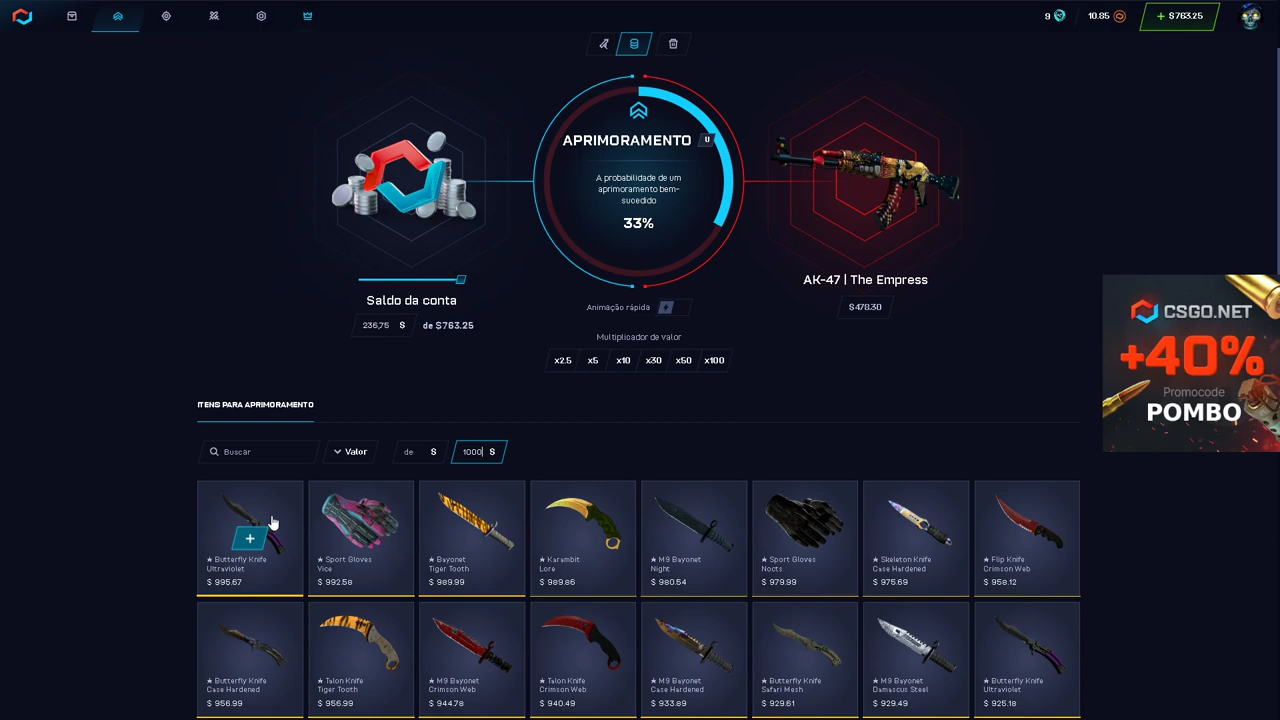 9
10.85
+ $763.25
APRIMORAMENTO U
A probabilidade de um
aprimoramento bem-
sucedido
33%
Saldo da conta
236,75 $ de $763.25
AK-47 | The Empress
$478.30
Animação rápida
Multiplicador de valor
x2.5 x5 x10 x30 x50 x100
CSGO.NET
+40%
Promocode
POMBO
ITENS PARA APRIMORAMENTO
Buscar
Valor
de $
1000 $
★ Butterfly Knife
Ultraviolet
$ 995.67
★ Sport Gloves
Vice
$ 992.58
★ Bayonet
Tiger Tooth
$ 989.99
★ Karambit
Lore
$ 989.86
★ M9 Bayonet
Night
$ 980.54
★ Sport Gloves
Nocts
$ 979.99
★ Skeleton Knife
Case Hardened
$ 975.69
★ Flip Knife
Crimson Web
$ 958.12
★ Butterfly Knife
Case Hardened
$ 956.99
★ Talon Knife
Tiger Tooth
$ 956.99
★ M9 Bayonet
Crimson Web
$ 944.78
★ Talon Knife
Crimson Web
$ 940.49
★ M9 Bayonet
Case Hardened
$ 933.89
★ Butterfly Knife
Safari Mesh
$ 929.61
★ M9 Bayonet
Damascus Steel
$ 929.49
★ Butterfly Knife
Ultraviolet
$ 925.18